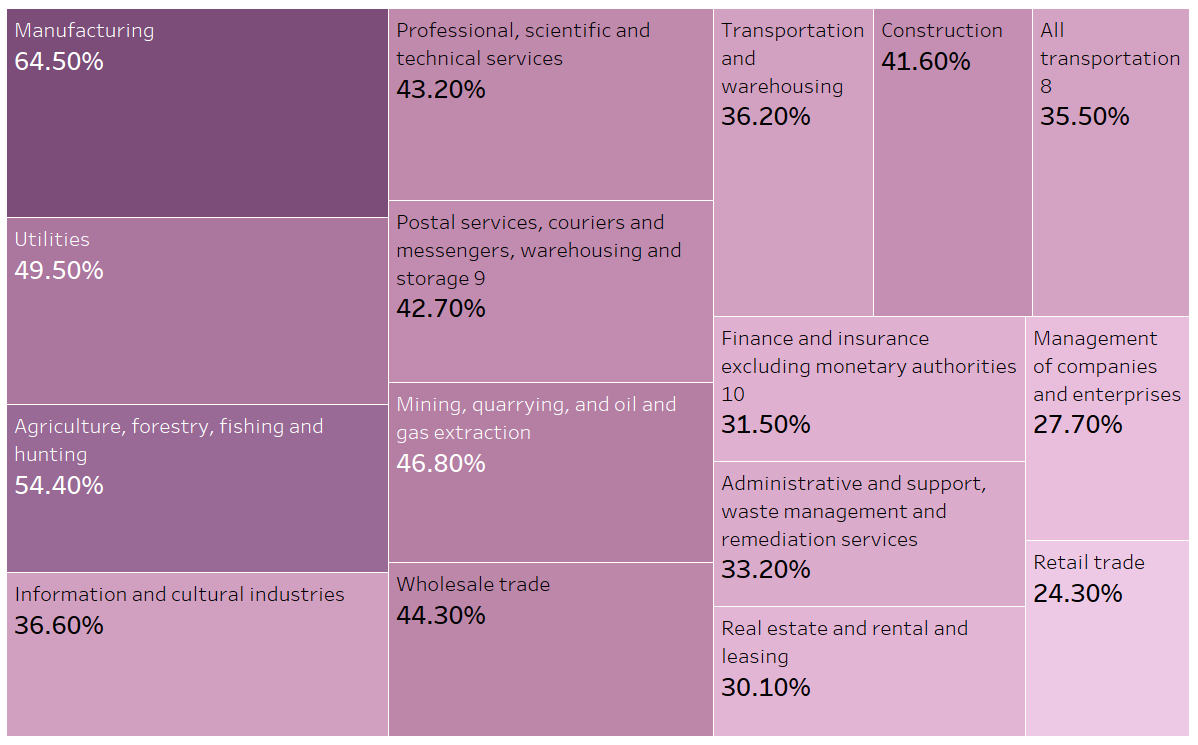 Manufacturing
64.50%
Utilities
49.50%
Agriculture, forestry, fishing and
hunting
54.40%
Information and cultural industries
36.60%
Professional, scientific and
technical services
43.20%
Postal services, couriers and
messengers, warehousing and
storage 9
42.70%
Mining, quarrying, and oil and
gas extraction
46.80%
Wholesale trade
44.30%
Transportation
and
warehousing
36.20%
Construction
41.60%
All
transportation
8
35.50%
Finance and insurance
excluding monetary authorities
10
31.50%
Administrative and support,
waste management and
remediation services
33.20%
Real estate and rental and
leasing
30.10%
Management
of companies
and enterprises
27.70%
Retail trade
24.30%